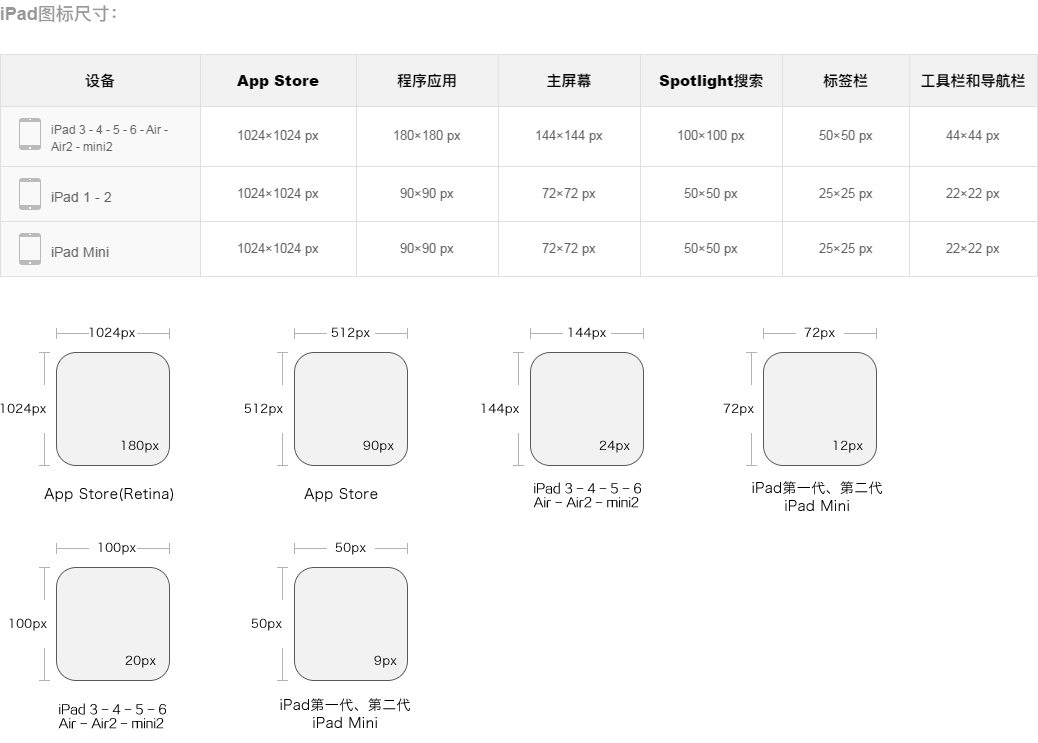 iPad图标尺寸：
设备 App Store 程序应用 主屏幕 Spotlight搜索 标签栏 工具栏和导航栏
iPad 3 - 4 - 5 - 6 - Air -
Air2 - mini2 1024×1024 px 180×180 px 144×144 px 100×100 px 50×50 px 44×44 px
iPad 1 - 2 1024×1024 px 90×90 px 72×72 px 50×50 px 25×25 px 22×22 px
iPad Mini 1024×1024 px 90×90 px 72×72 px 50×50 px 25×25 px 22×22 px
1024px 512px 144px 72px
1024px 512px 144px 72px
180px 90px 24px 12px
App Store(Retina) App Store iPad 3 – 4 – 5 – 6 iPad第一代、第二代
Air – Air2 – mini2 iPad Mini
100px 50px
100px 50px
20px 9px
iPad 3 – 4 – 5 – 6 iPad第一代、第二代
Air – Air2 – mini2 iPad Mini